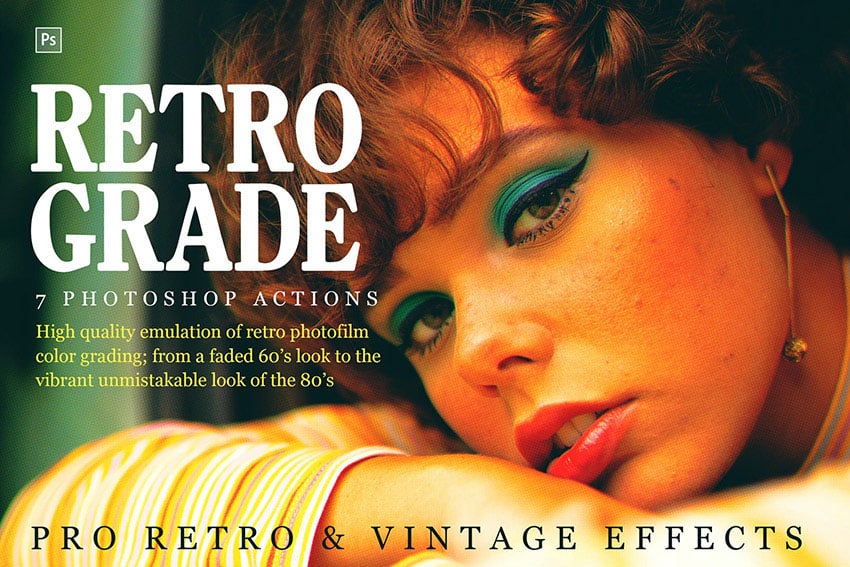 Ps
RETRO
GRADE
7 PHOTOSHOP ACTIONS
High quality emulation of retro photofilm
color grading; from a faded 60's look to the
vibrant unmistakable look of the 80's
PRO RETRO & VINTAGE EFFECTS